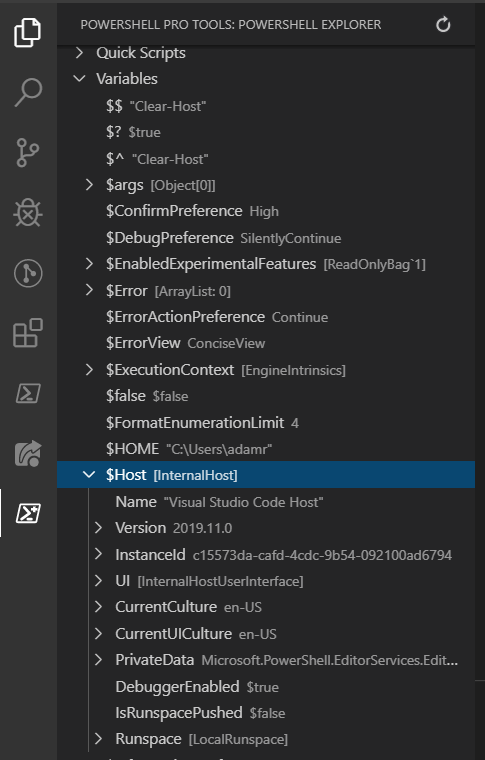 POWERSHELL PRO TOOLS: POWERSHELL EXPLORER
Quick Scripts
Variables
$$ "Clear-Host"
$? $true
$^ "Clear-Host"
$args [Object[0]]
$ConfirmPreference High
$DebugPreference SilentlyContinue
$EnabledExperimentalFeatures [ReadOnlyBag`1]
$Error [ArrayList: 0]
$ErrorActionPreference Continue
$ErrorView ConciseView
$ExecutionContext [EngineIntrinsics]
$false $false
$FormatEnumerationLimit 4
$HOME "C:\Users\adamr"
$Host [InternalHost]
Name "Visual Studio Code Host"
Version 2019.11.0
InstanceId c15573da-cafd-4cdc-9b54-092100ad6794
UI [InternalHostUserInterface]
CurrentCulture en-US
CurrentUICulture en-US
PrivateData Microsoft.PowerShell.EditorServices.Edit...
DebuggerEnabled $true
IsRunspacePushed $false
Runspace [LocalRunspace]